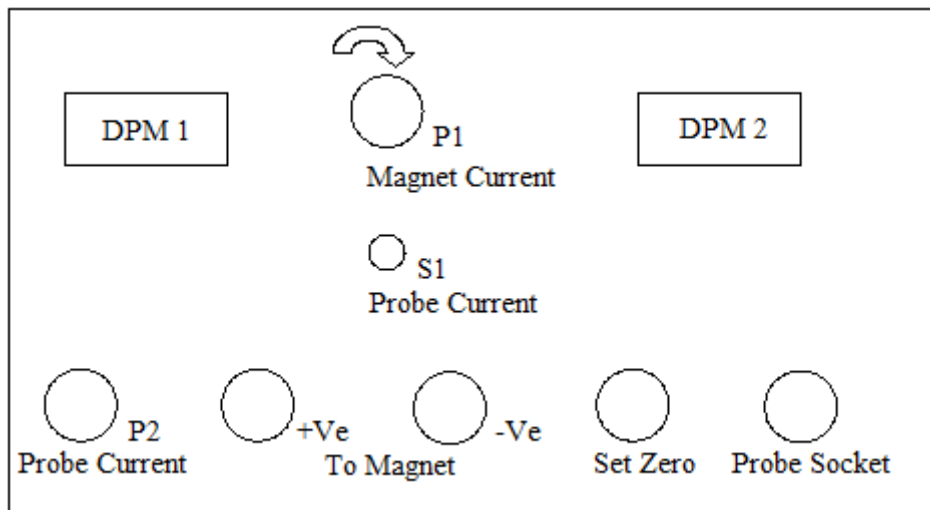 DPM 1
P1
DPM 2
Magnet Current
S1
Probe Current
P2
+Ve
-Ve
Probe Current
To Magnet
Set Zero
Probe Socket